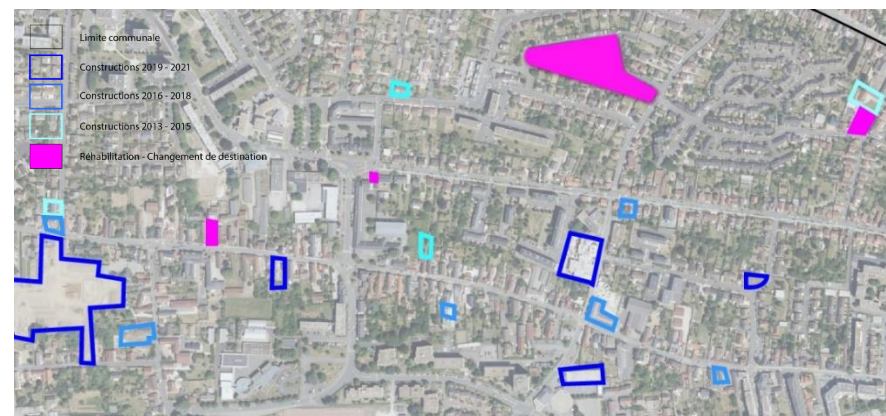 Limite communale
Constructions 2019 - 2021
Constructions 2016 - 2018
Constructions 2013 - 2015
Réhabilitation - Changement de destination